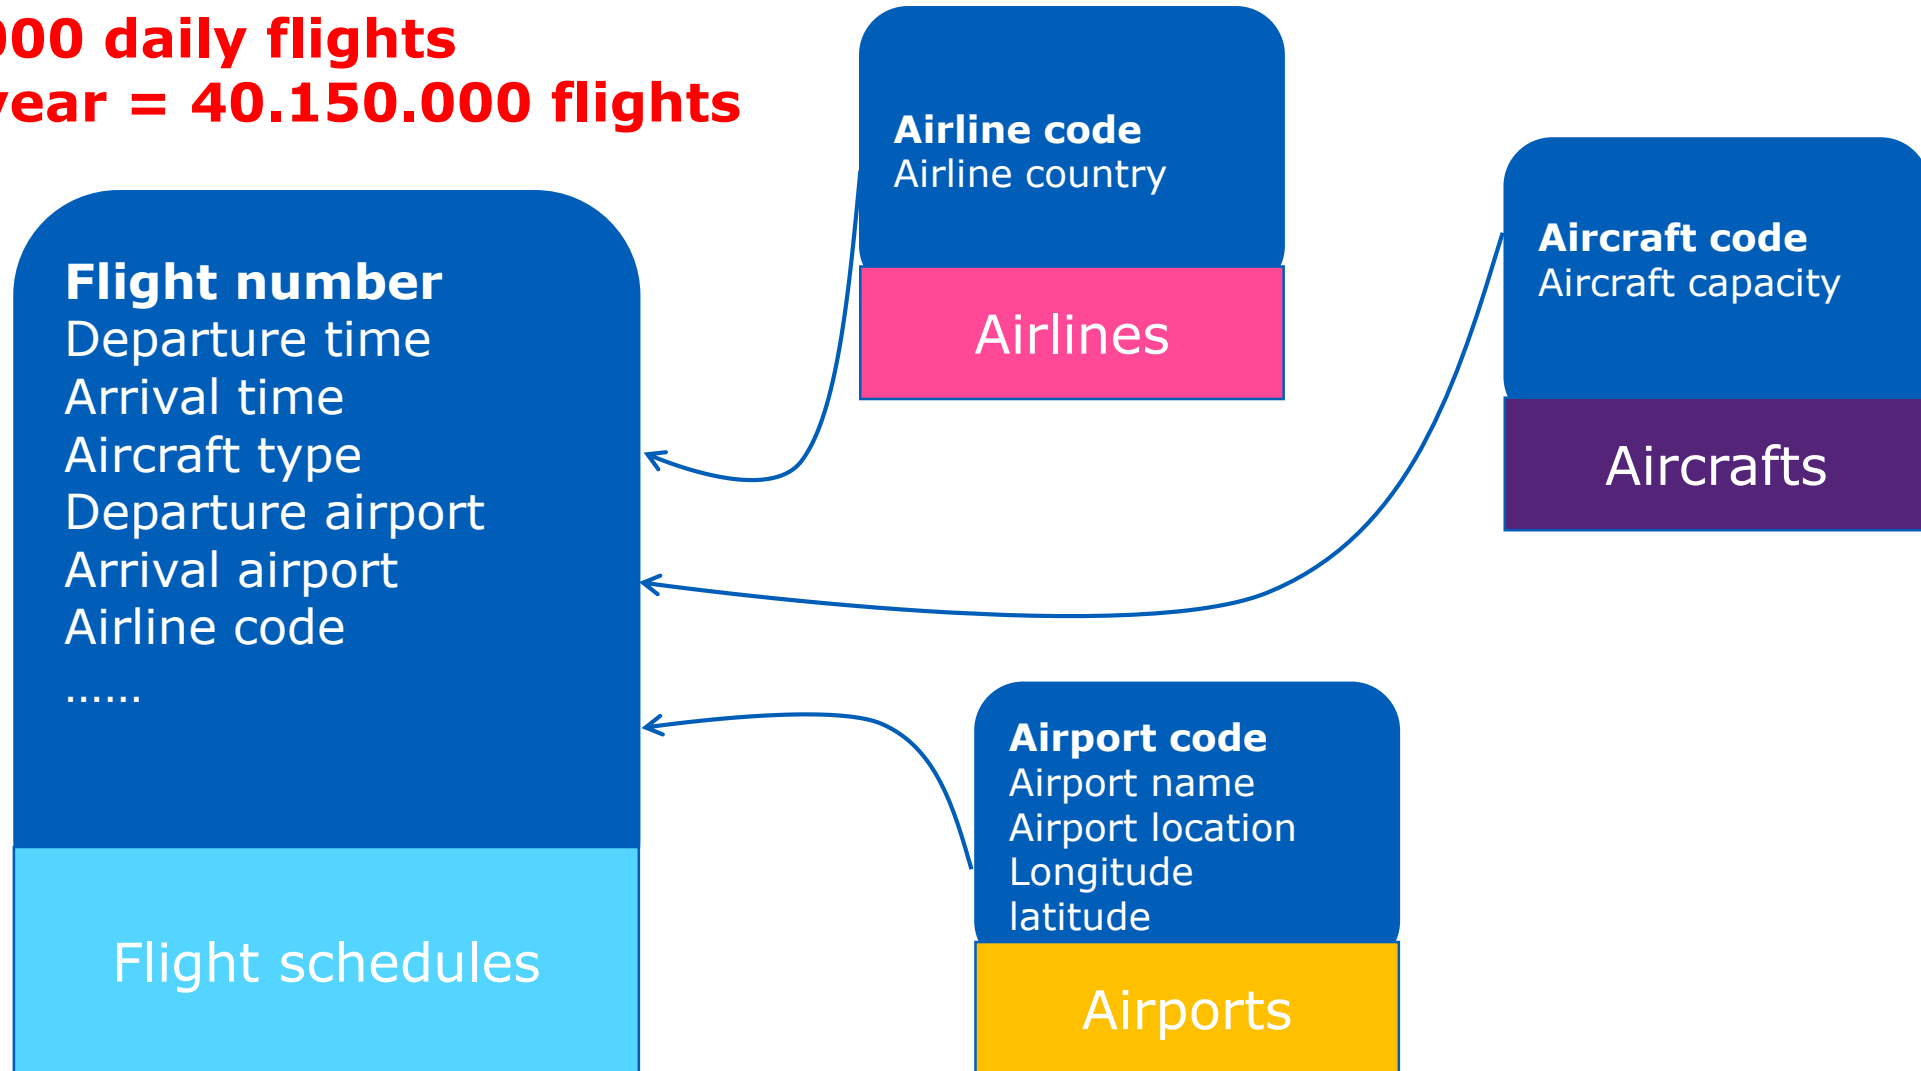 000 daily flights
year = 40.150.000 flights
Airline code
Airline country
Airlines
Aircraft code
Aircraft capacity
Aircrafts
Flight number
Departure time
Arrival time
Aircraft type
Departure airport
Arrival airport
Airline code
......
Flight schedules
Airport code
Airport name
Airport location
Longitude
latitude
Airports